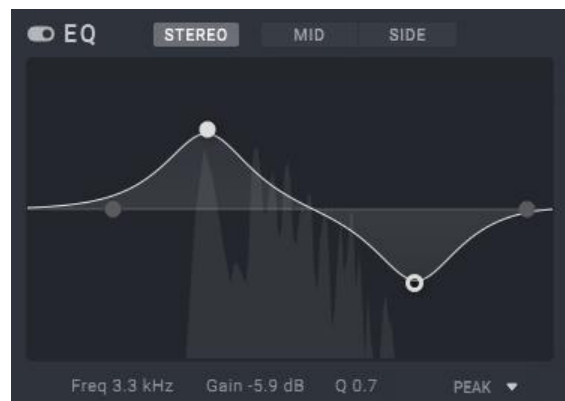 EQ STEREO MID SIDE
Freq 3.3 kHz Gain -5.9 dB Q 0.7 PEAK